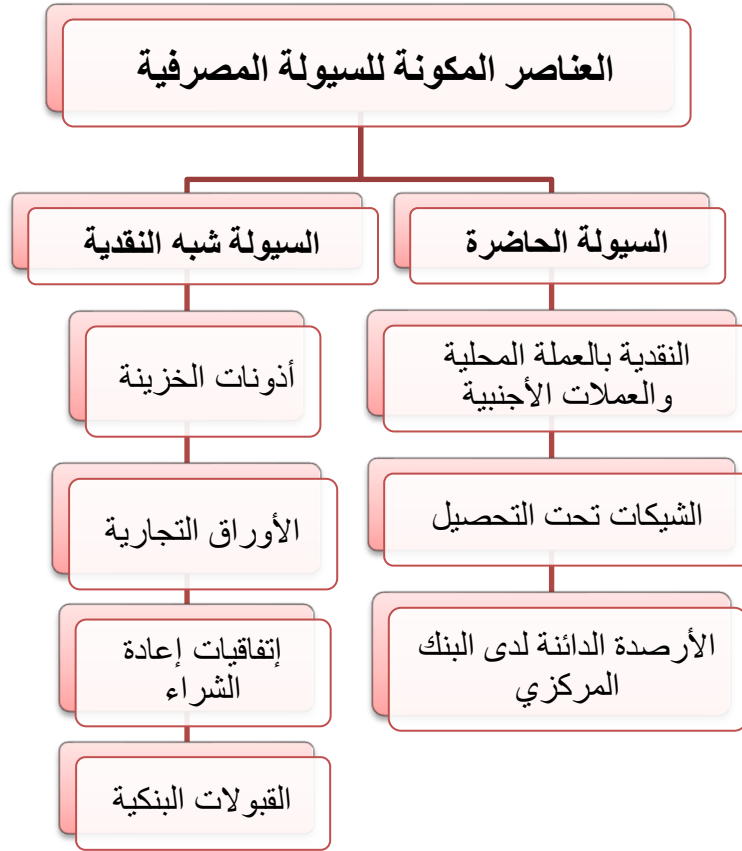 العناصر المكونة للسيولة المصرفية
السيولة الحاضرة
النقدية بالعملة المحلية
والعملات الأجنبية
الشيكات تحت التحصيل
الأرصدة الدائنة لدى البنك
المركزي
السيولة شبه النقدية
أذونات الخزينة
الأوراق التجارية
إتفاقيات إعادة
الشراء
القبولات البنكية